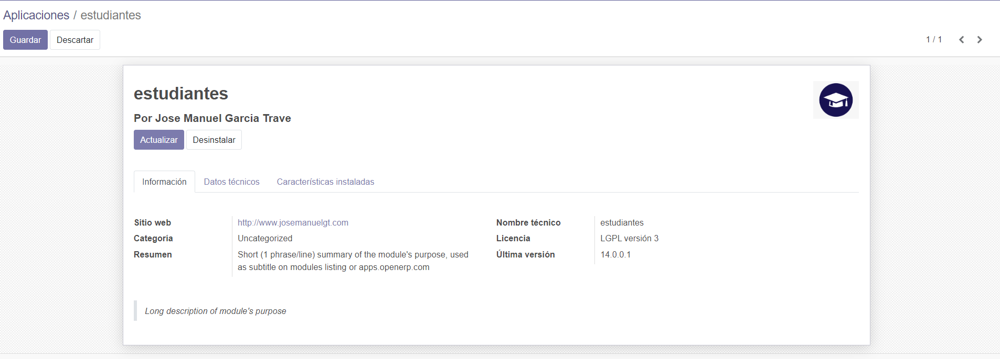 Aplicaciones / estudiantes
Guardar Descartar 1 / 1
estudiantes
Por Jose Manuel Garcia Trave
Actualizar Desinstalar
Información Datos técnicos Características instaladas
Sitio web http://www.josemanuelgt.com
Categoría Uncategorized
Resumen Short (1 phrase/line) summary of the module's purpose, used
as subtitle on modules listing or apps.openerp.com
Nombre técnico estudiantes
Licencia LGPL versión 3
Última versión 14.0.0.1
Long description of module's purpose